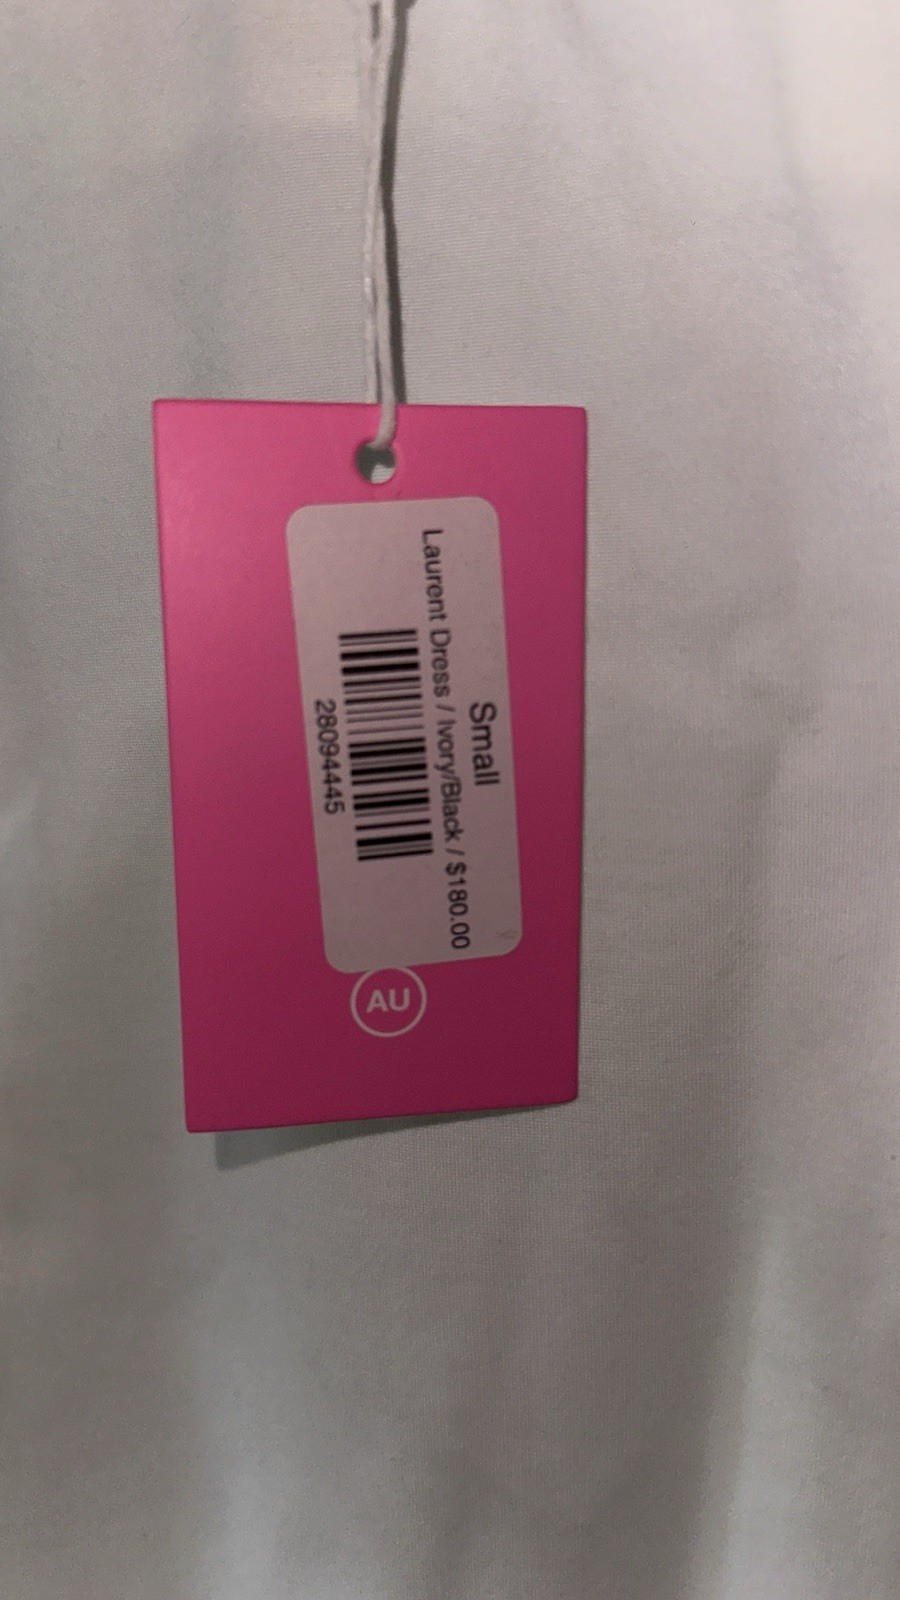 Small
Laurent Dress / Ivory/Black / $180.00
28094445
AU